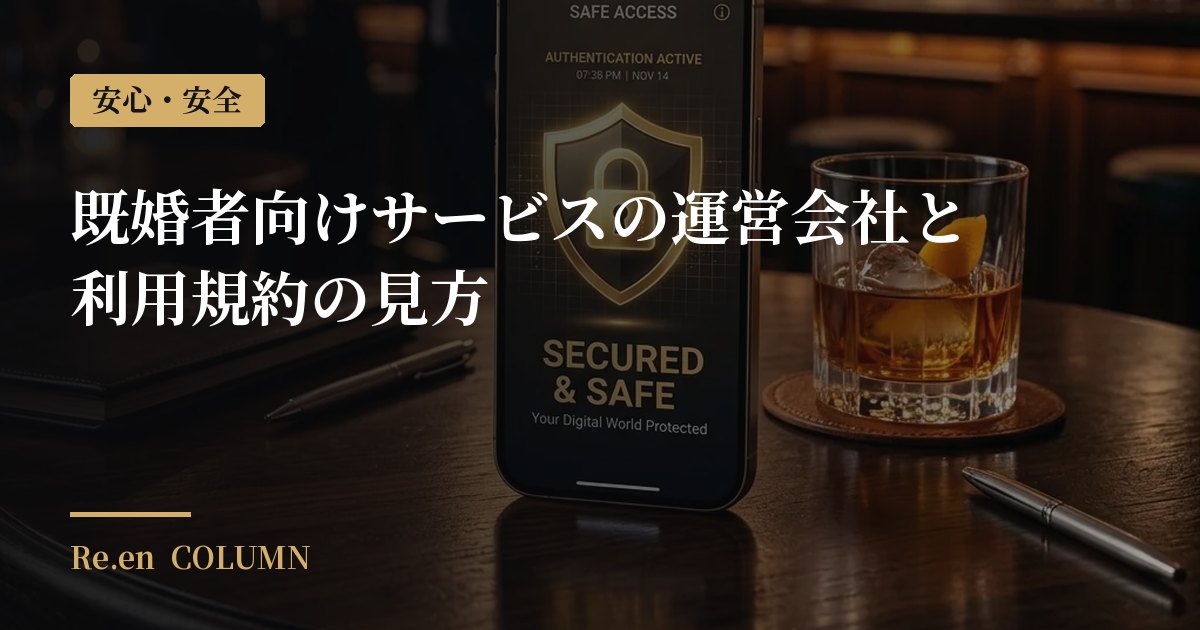 SAFE ACCESS
AUTHENTICATION ACTIVE
07:38 PM | NOV 14
安心・安全
既婚者向けサービスの運営会社と
利用規約の見方
SECURED
& SAFE
Your Digital World Protected
Re.en COLUMN